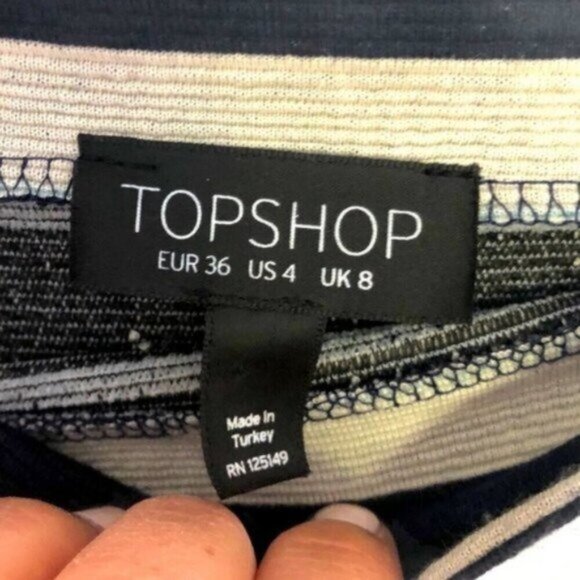 TOPSHOP
EUR 36 US 4 UK 8
Made In
Turkey
RN 125149